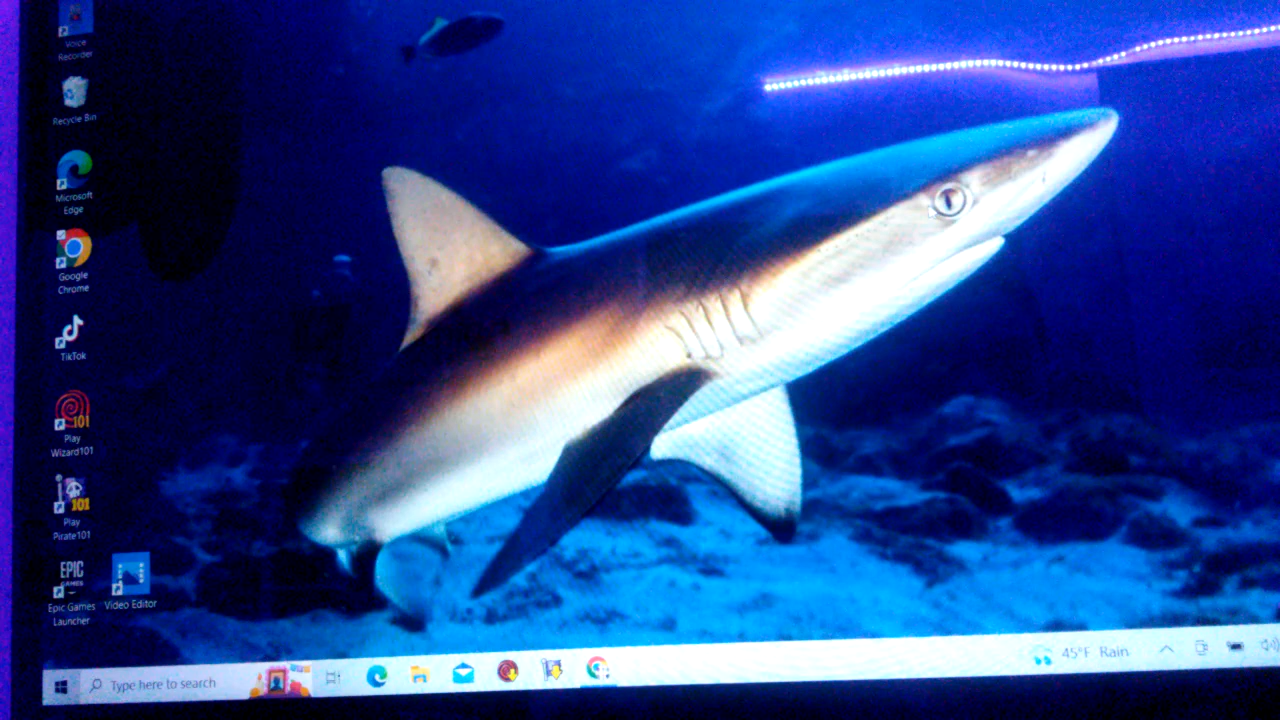 Voice
Recorder
Recycle Bin
Microsoft
Edge
Google
Chrome
TikTok
101
Play
Wizard101
101
Play
Pirate101
EPIC
GAMES
Epic Games
Launcher
Video Editor
Type here to search
45°F Rain